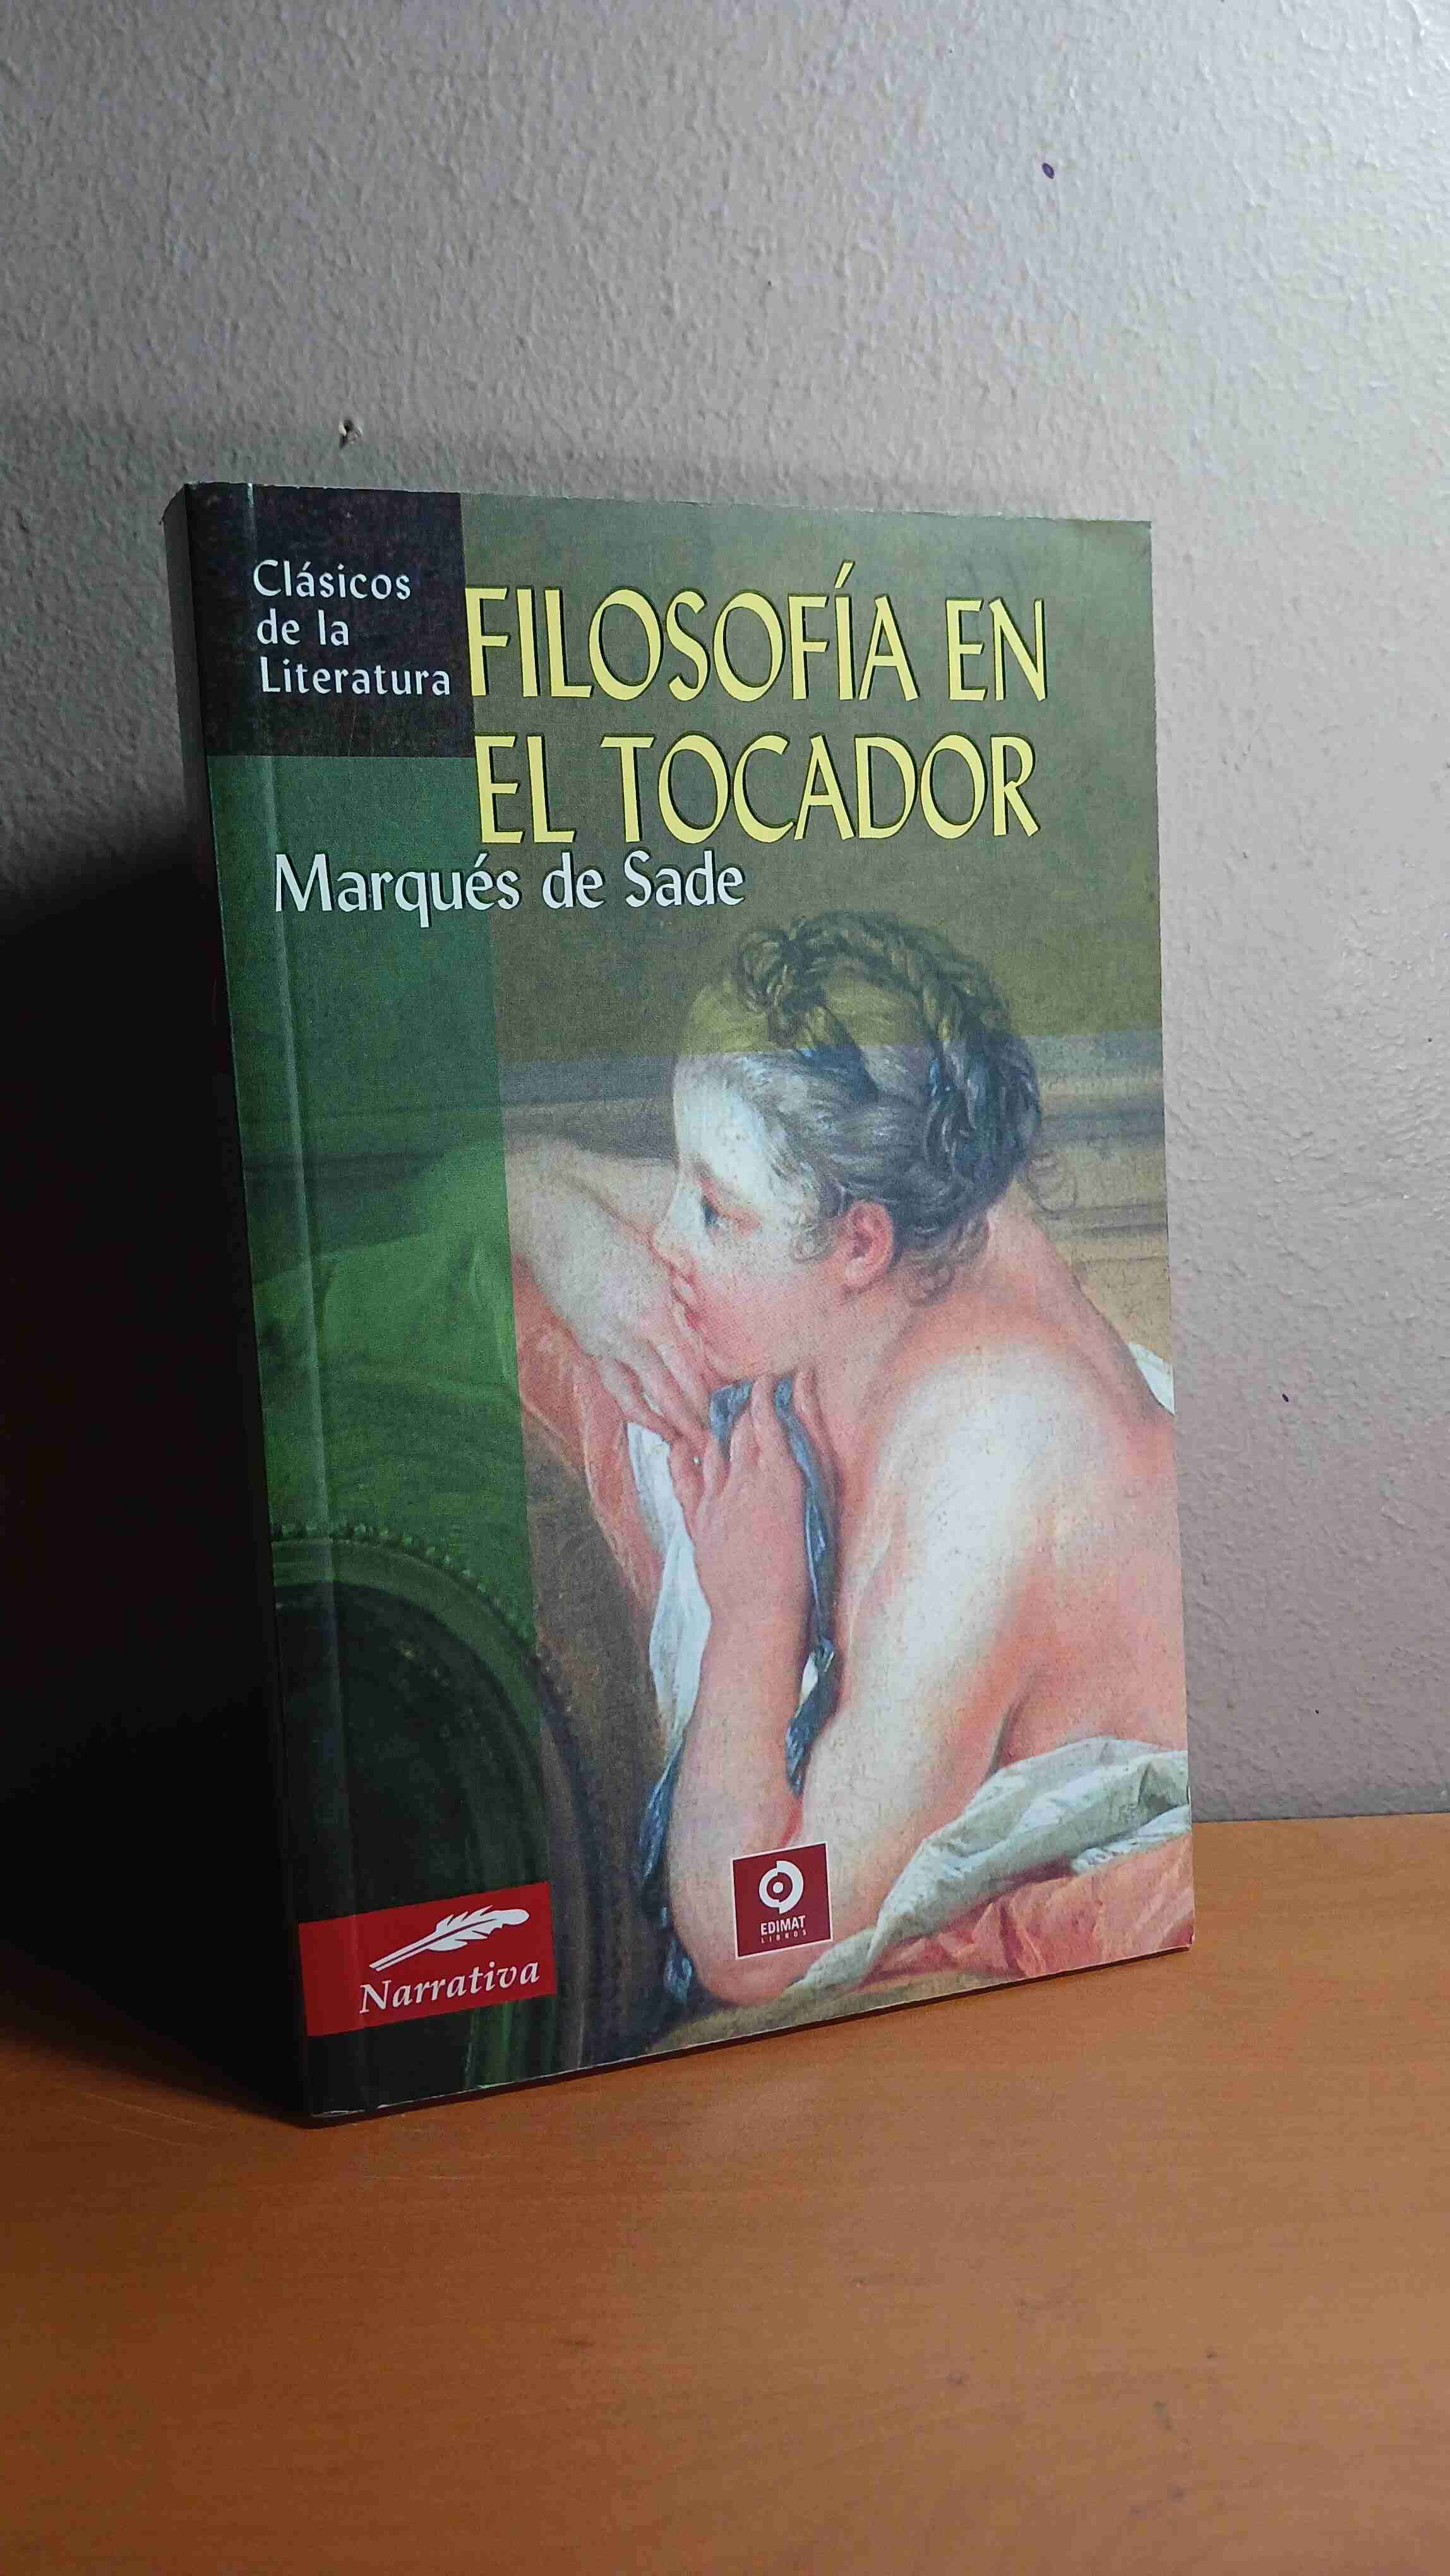 Clásicos
de la
Literatura
FILOSOFÍA EN
EL TOCADOR
Marqués de Sade
EDIMAT
LIBROS
Narrativa